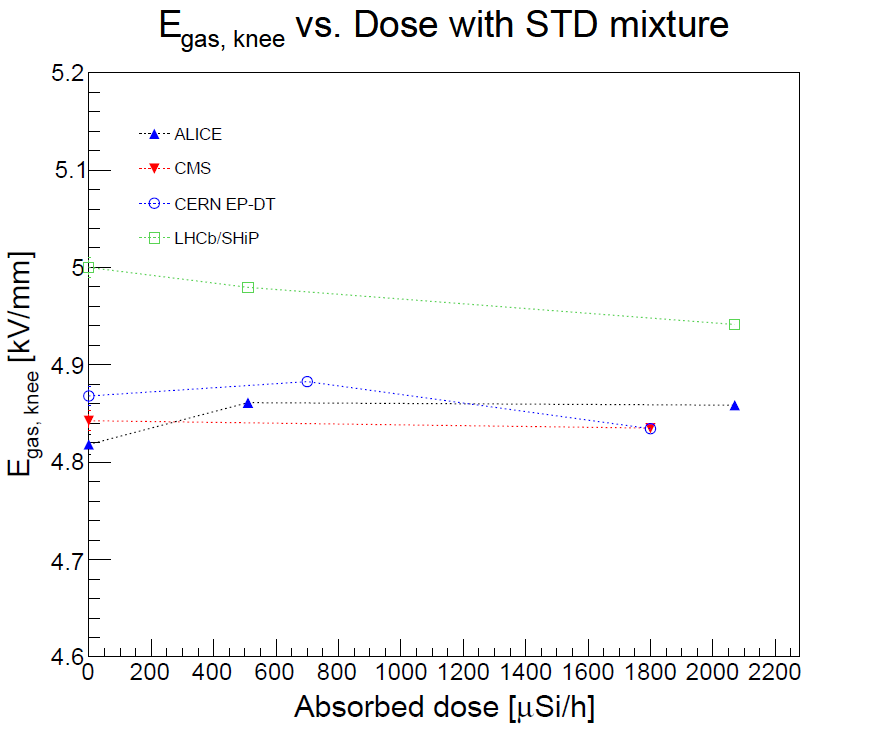 E_gas, knee vs. Dose with STD mixture
5.2
5.1
5
4.9
4.8
4.7
4.6
ALICE
CMS
CERN EP-DT
LHCb/SHiP
E_gas, knee [kV/mm]
0 200 400 600 800 1000 1200 1400 1600 1800 2000 2200
Absorbed dose [μSi/h]